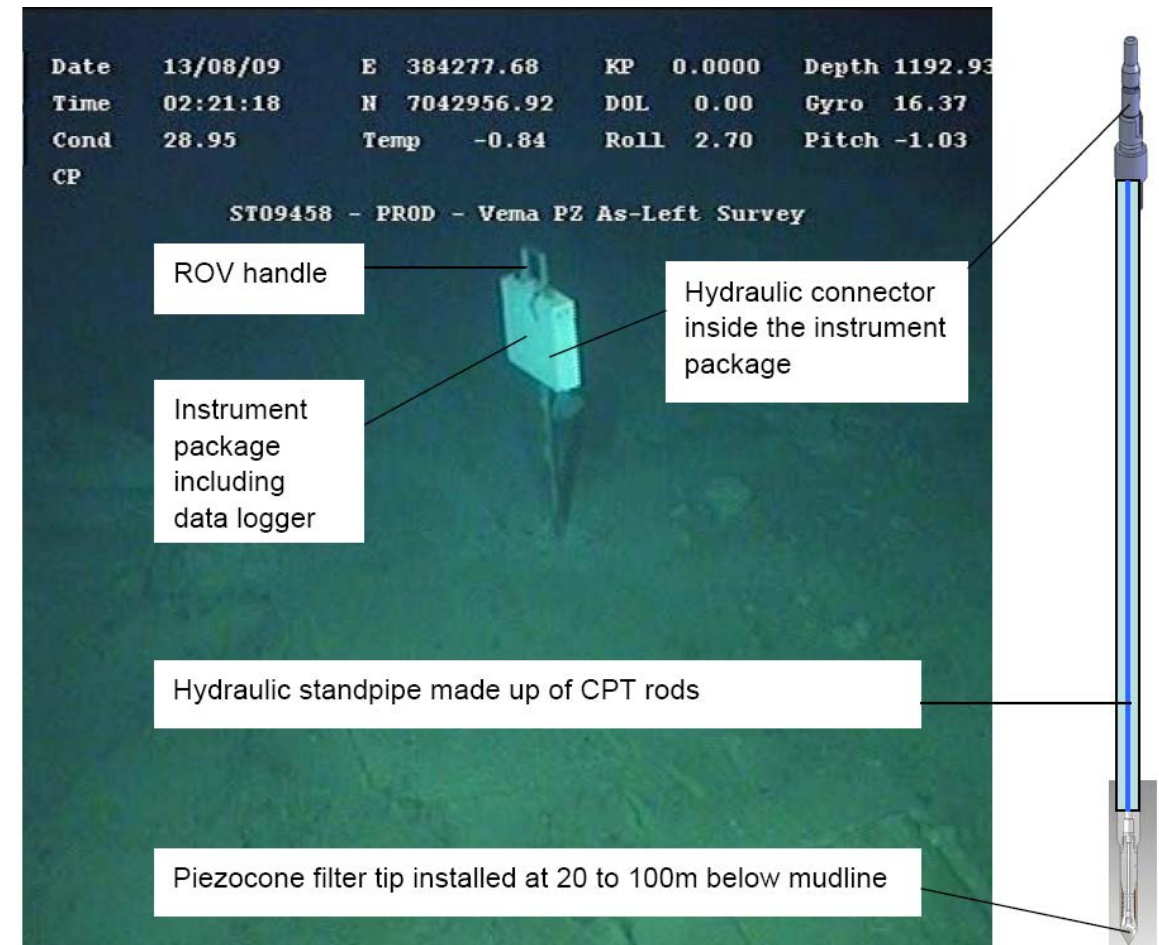 Date 13/08/09 E 384277.68 KP 0.0000 Depth 1192.93
Time 02:21:18 N 7042956.92 DOL 0.00 Gyro 16.37
Cond 28.95 Temp -0.84 Roll 2.70 Pitch -1.03
CP
ST09458 - PROD - Vema PZ As-Left Survey
ROV handle
Hydraulic connector
inside the instrument
package
Instrument
package
including
data logger
Hydraulic standpipe made up of CPT rods
Piezocone filter tip installed at 20 to 100m below mudline